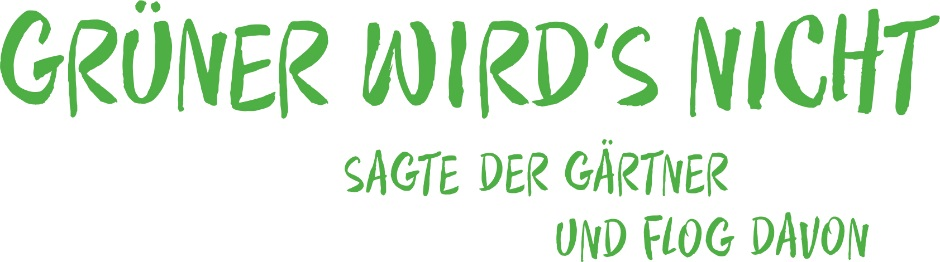 GRÜNER WIRD'S NICHT
SAGTE DER GÄRTNER
UND FLOG DAVON